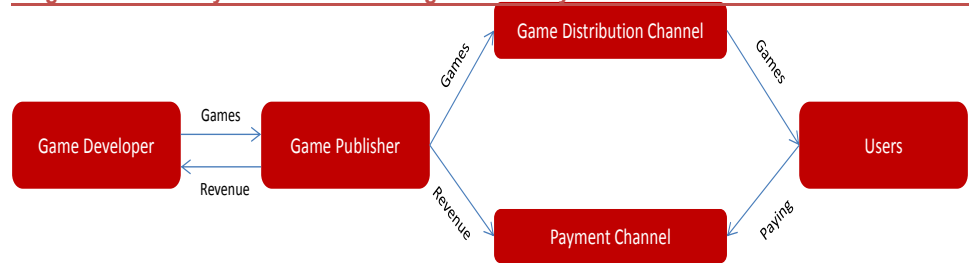 Game Distribution Channel
Games
Games
Games
Game Developer
Game Publisher
Users
Revenue
Revenue
Paying
Payment Channel